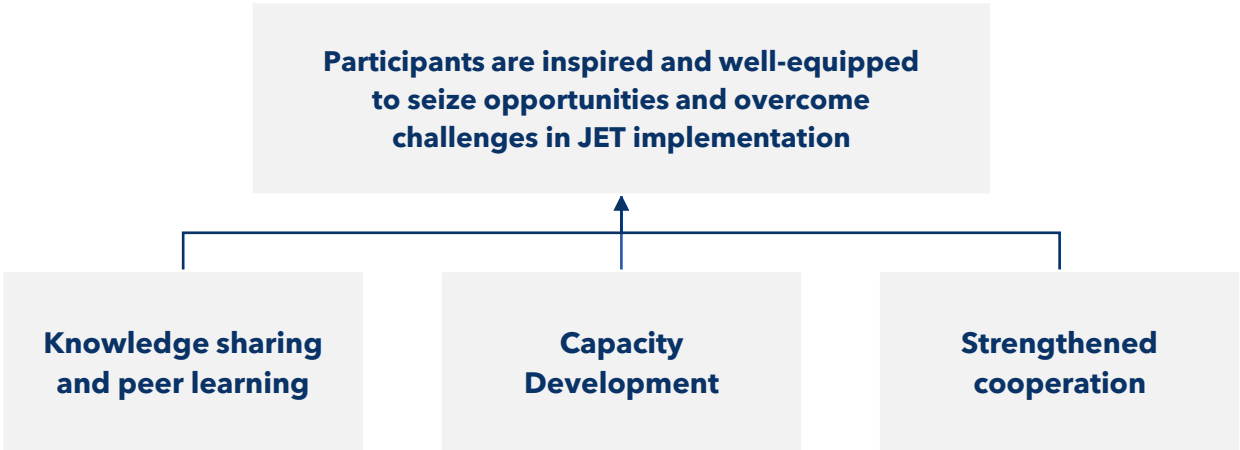 Participants are inspired and well-equipped
to seize opportunities and overcome
challenges in JET implementation
Knowledge sharing
and peer learning
Capacity
Development
Strengthened
cooperation